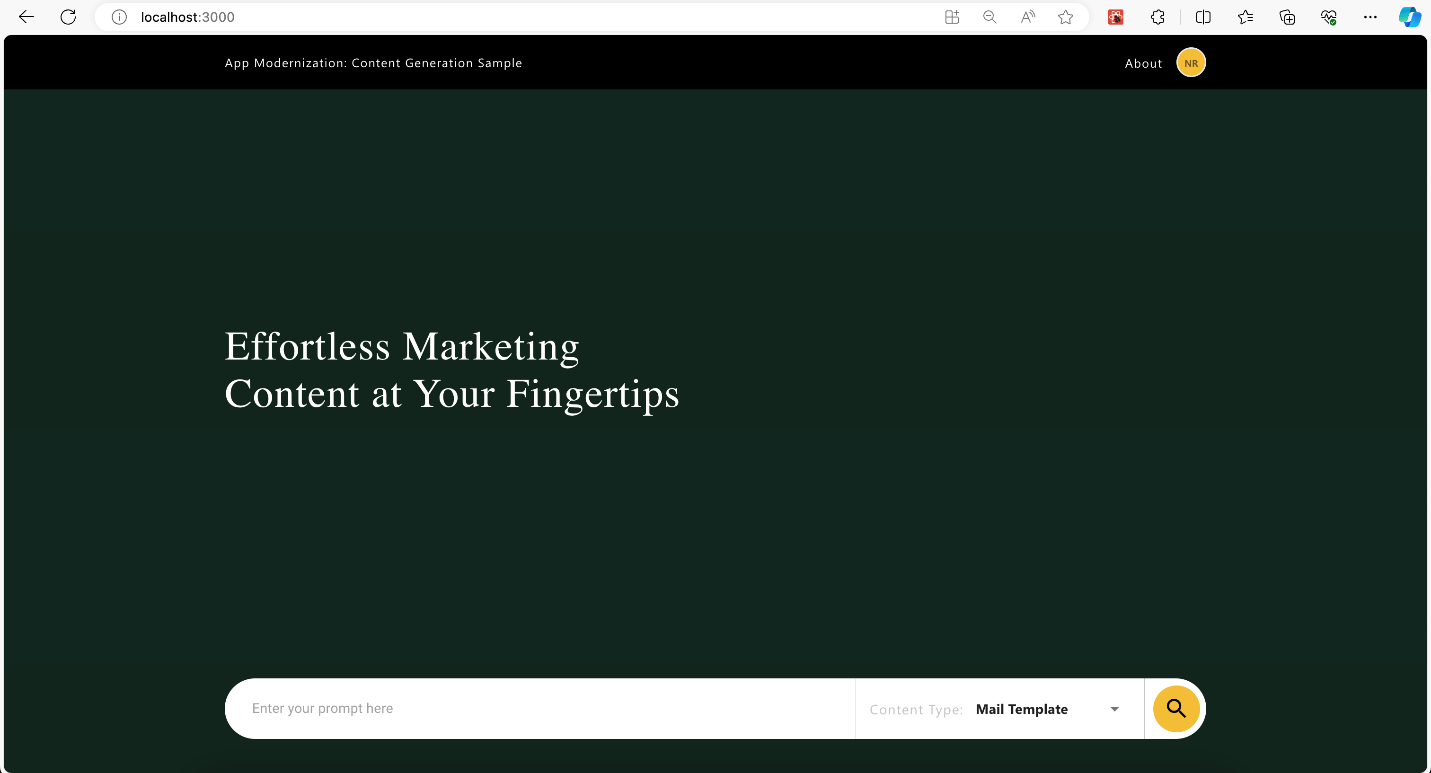 localhost:3000
App Modernization: Content Generation Sample
About NR
Effortless Marketing
Content at Your Fingertips
Enter your prompt here
Content Type: Mail Template